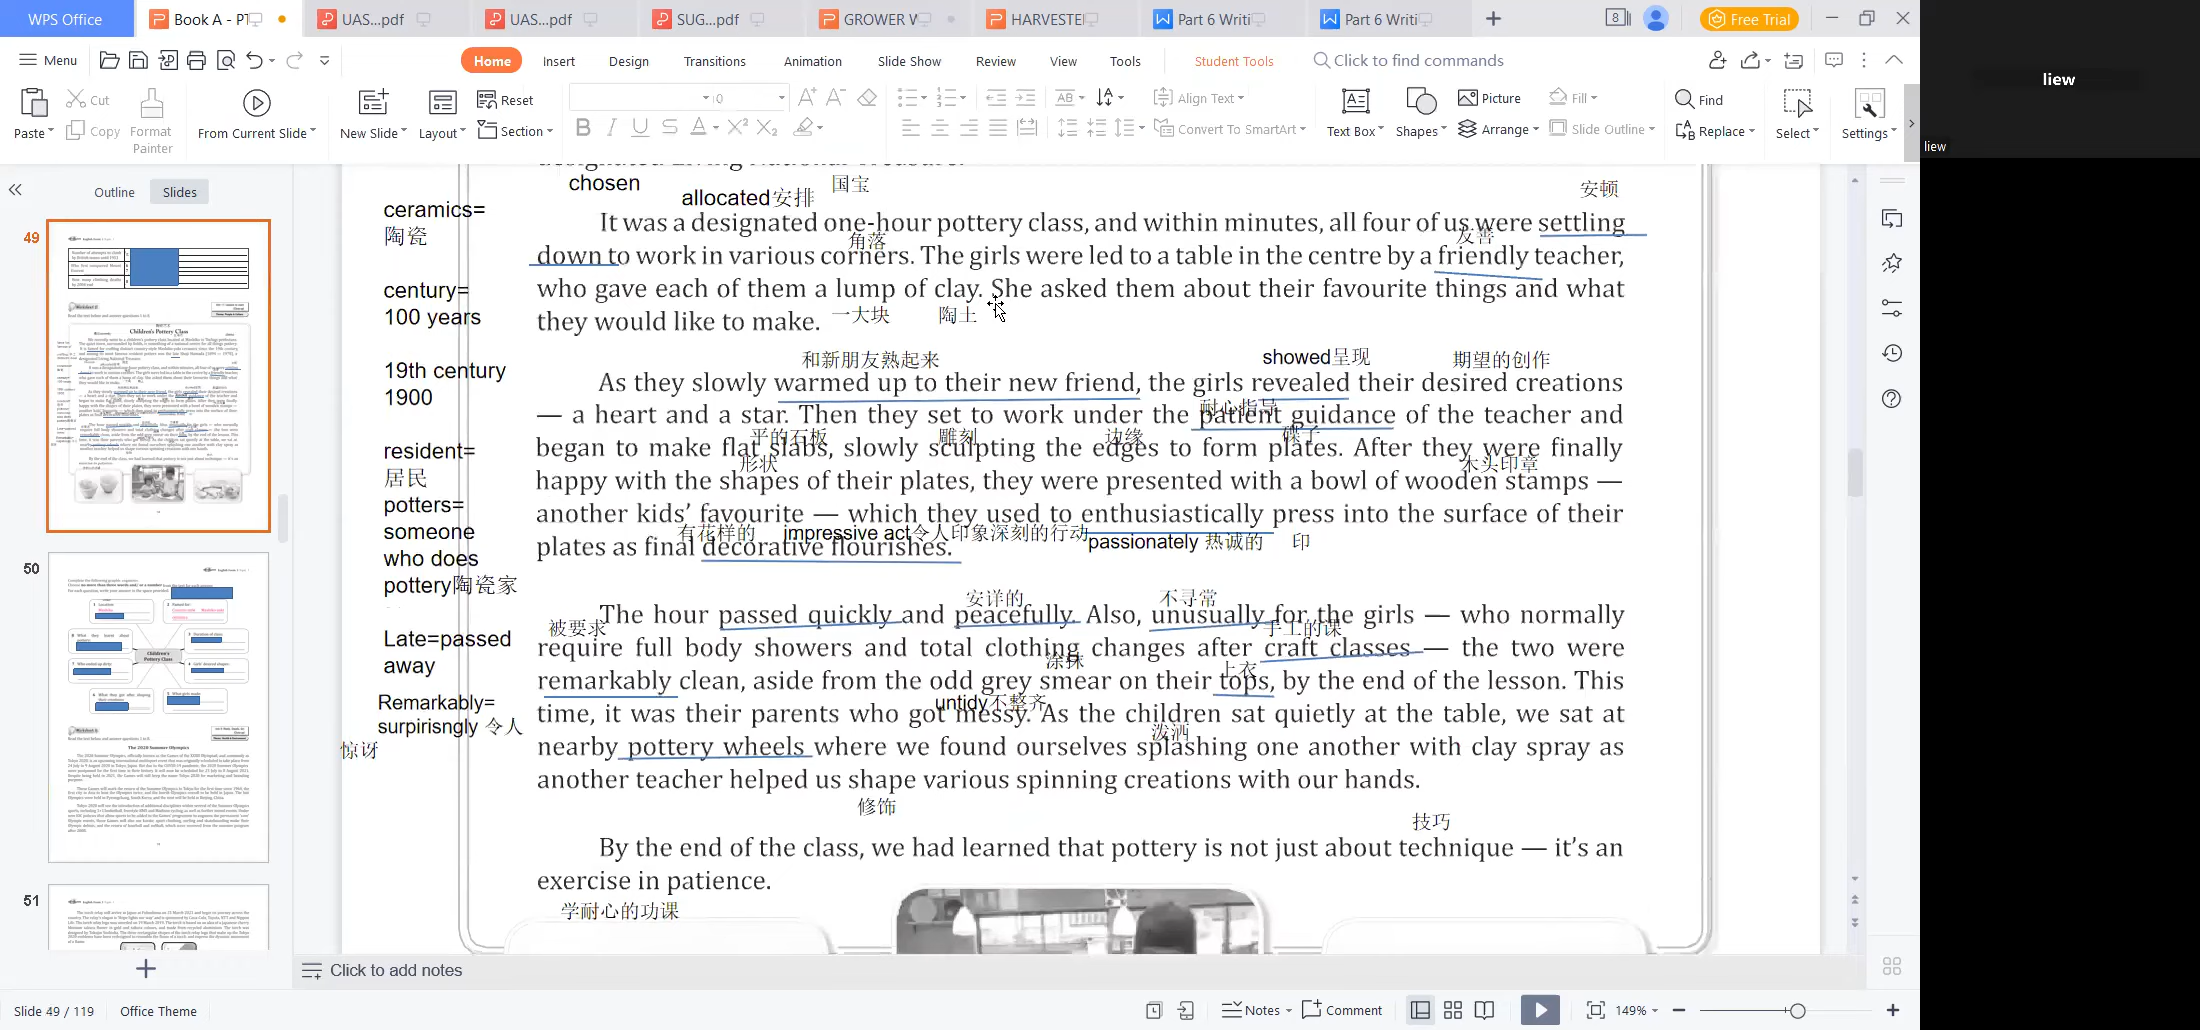 WPS Office
Book A - PT
UAS...pdf
UAS...pdf
SUG...pdf
GROWER W
HARVESTE
Part 6 Writi
Part 6 Writi
8
Free Trial
Menu
Home
Insert
Design
Transitions
Animation
Slide Show
Review
View
Tools
Student Tools
Click to find commands
Paste
Cut
Copy
Format Painter
From Current Slide
New Slide
Layout
Reset
Section
Align Text
Convert To SmartArt
Text Box
Shapes
Picture
Arrange
Fill
Slide Outline
Find
Replace
Select
Settings
liew
liew
Outline
Slides
49
Children's Pottery Class
50
Children's Pottery Class
The 2020 Summer Olympics
51
chosen
allocated安排
国宝
安顿
ceramics=
陶瓷
century=
100 years
19th century
1900
resident=
居民
potters=
someone
who does
pottery陶瓷家
Late=passed
away
Remarkably=
surpirisngly 令人
惊讶
It was a designated one-hour pottery class, and within minutes, all four of us were settling
角落
友善
down to work in various corners. The girls were led to a table in the centre by a friendly teacher,
who gave each of them a lump of clay. She asked them about their favourite things and what
they would like to make.
一大块
陶土
和新朋友熟起来
showed呈现
期望的创作
As they slowly warmed up to their new friend, the girls revealed their desired creations
耐心指导
— a heart and a star. Then they set to work under the patient guidance of the teacher and
平的石板
雕刻
边缘
碟子
began to make flat slabs, slowly sculpting the edges to form plates. After they were finally
形状
木头印章
happy with the shapes of their plates, they were presented with a bowl of wooden stamps —
another kids’ favourite — which they used to enthusiastically press into the surface of their
有花样的
impressive act令人印象深刻的行动
passionately 热诚的
印
plates as final decorative flourishes.
安详的
不寻常
The hour passed quickly and peacefully. Also, unusually for the girls — who normally
被要求
手工的课
require full body showers and total clothing changes after craft classes — the two were
涂抹
上衣
remarkably clean, aside from the odd grey smear on their tops, by the end of the lesson. This
untidy不整齐
time, it was their parents who got messy. As the children sat quietly at the table, we sat at
泼洒
nearby pottery wheels where we found ourselves splashing one another with clay spray as
another teacher helped us shape various spinning creations with our hands.
修饰
技巧
By the end of the class, we had learned that pottery is not just about technique — it’s an
exercise in patience.
学耐心的功课
Click to add notes
Slide 49 / 119
Office Theme
Notes
Comment
149%